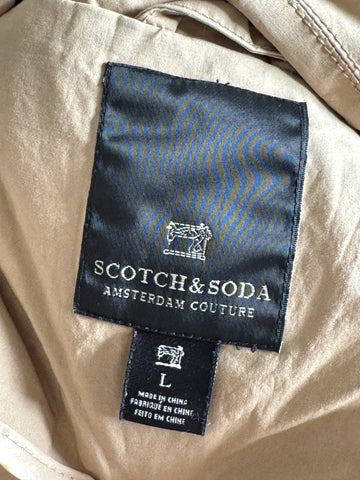 SCOTCH & SODA
AMSTERDAM COUTURE
L
MADE IN CHINA
FABRIQUÉ EN CHINE
FEITO EM CHINE